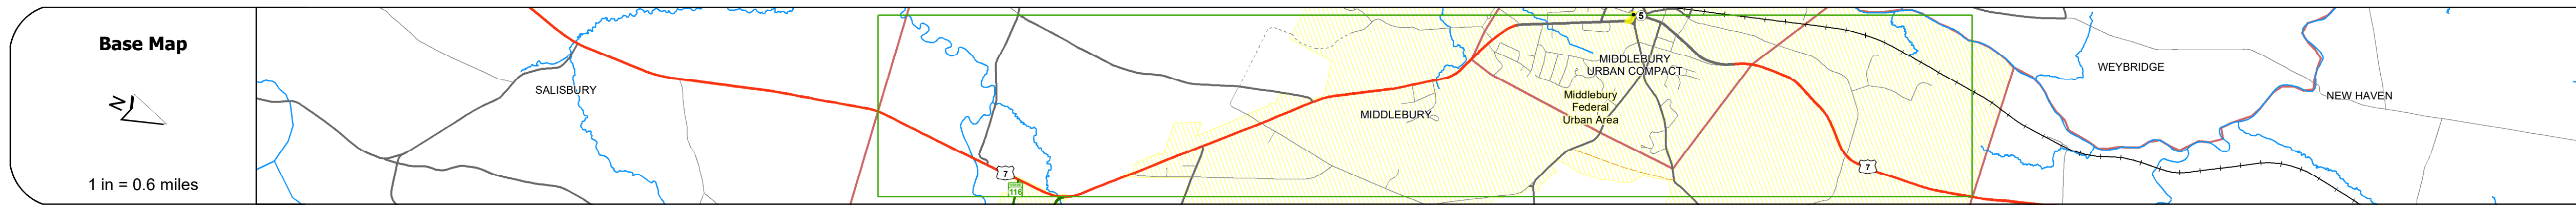 Base Map
N
1 in = 0.6 miles
SALISBURY
7
116
MIDDLEBURY
5
MIDDLEBURY
URBAN COMPACT
Middlebury
Federal
Urban Area
7
WEYBRIDGE
NEW HAVEN